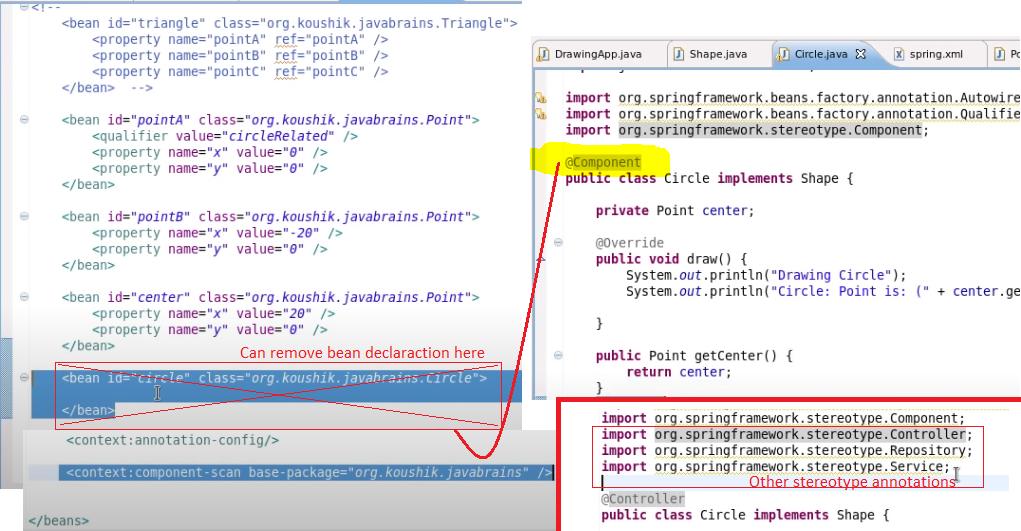 <!--
<bean id="triangle" class="org.koushik.javabrains.Triangle">
<property name="pointA" ref="pointA" />
<property name="pointB" ref="pointB" />
<property name="pointC" ref="pointC" />
</bean> -->
<bean id="pointA" class="org.koushik.javabrains.Point">
<qualifier value="circleRelated" />
<property name="x" value="0" />
<property name="y" value="0" />
</bean>
<bean id="pointB" class="org.koushik.javabrains.Point">
<property name="x" value="-20" />
<property name="y" value="0" />
</bean>
<bean id="center" class="org.koushik.javabrains.Point">
<property name="x" value="20" />
<property name="y" value="0" />
</bean>
Can remove bean declaraction here
<bean id="circle" class="org.koushik.javabrains.Circle">
</bean>
<context:annotation-config/>
<context:component-scan base-package="org.koushik.javabrains" />
</beans>
DrawingApp.java Shape.java Circle.java spring.xml
import org.springframework.beans.factory.annotation.Autowire
import org.springframework.beans.factory.annotation.Qualifie
import org.springframework.stereotype.Component;
@Component
public class Circle implements Shape {
private Point center;
@Override
public void draw() {
System.out.println("Drawing Circle");
System.out.println("Circle: Point is: (" + center.ge
}
public Point getCenter() {
return center;
}
import org.springframework.stereotype.Component;
import org.springframework.stereotype.Controller;
import org.springframework.stereotype.Repository;
import org.springframework.stereotype.Service;
Other stereotype annotations
@Controller
public class Circle implements Shape {